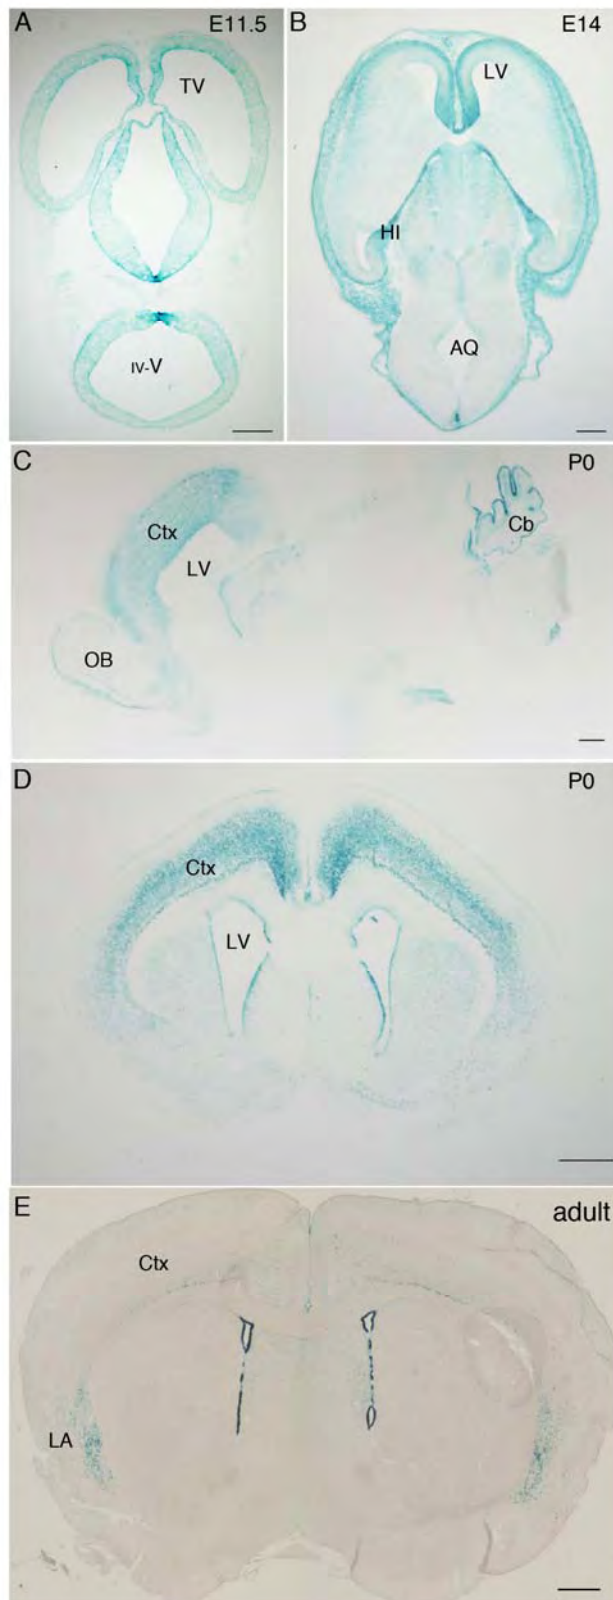 A E11.5
TV
IV-V
B E14
LV
HI
AQ
C P0
Ctx
LV
Cb
OB
D P0
Ctx
LV
E adult
Ctx
LA